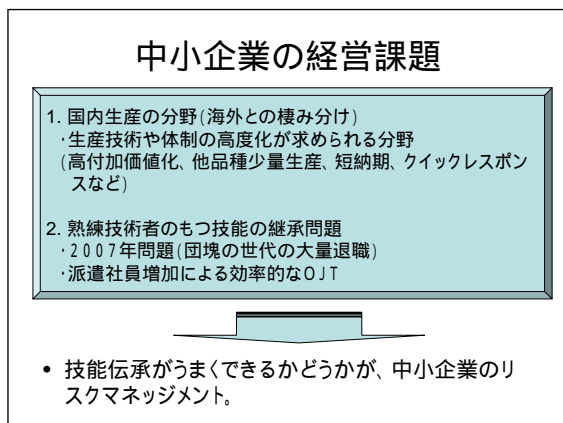 中小企業の経営課題
1. 国内生産の分野(海外との棲み分け)
・生産技術や体制の高度化が求められる分野
(高付加価値化、他品種少量生産、短納期、クイックレスポン
スなど)
2. 熟練技術者のもつ技能の継承問題
・2007年問題(団塊の世代の大量退職)
・派遣社員増加による効率的なOJT
• 技能伝承がうまくできるかどうかが、中小企業のリ
スクマネッジメント。